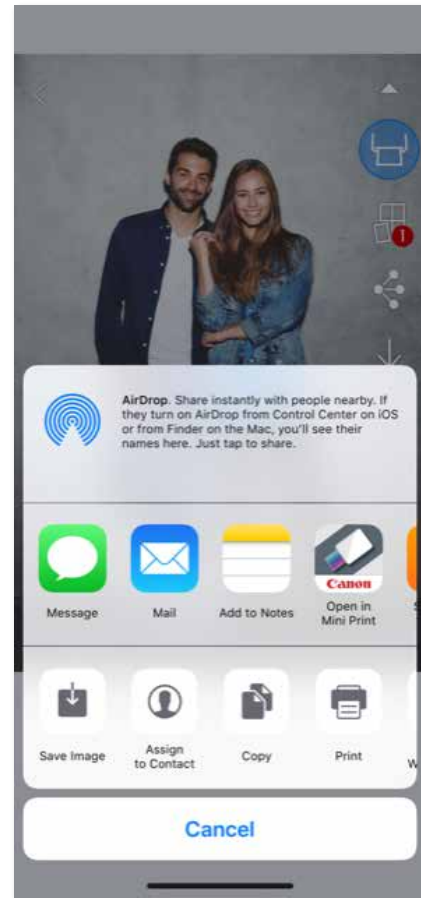 1
AirDrop. Share instantly with people nearby. If
they turn on AirDrop from Control Center on iOS
or from Finder on the Mac, you'll see their
names here. Just tap to share.
Canon
Message
Mail
Add to Notes
Open in
Mini Print
Save Image
Assign
to Contact
Copy
Print
W
Cancel